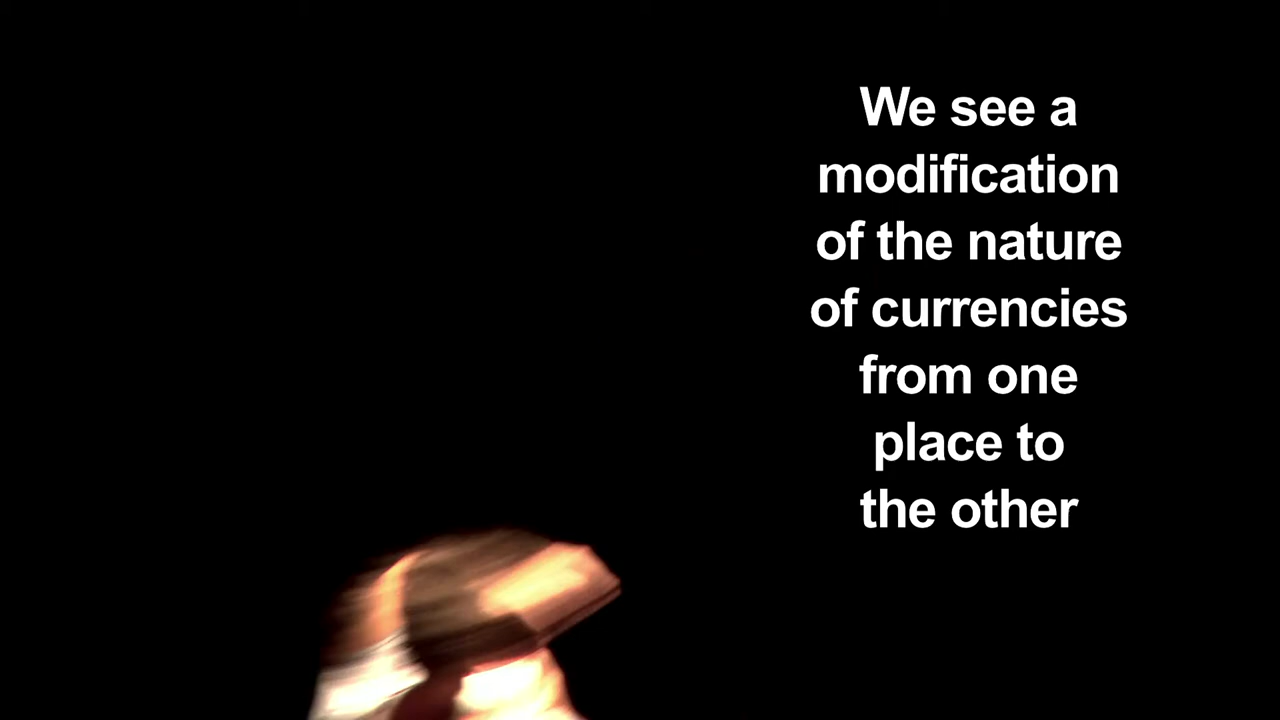 We see a
modification
of the nature
of currencies
from one
place to
the other